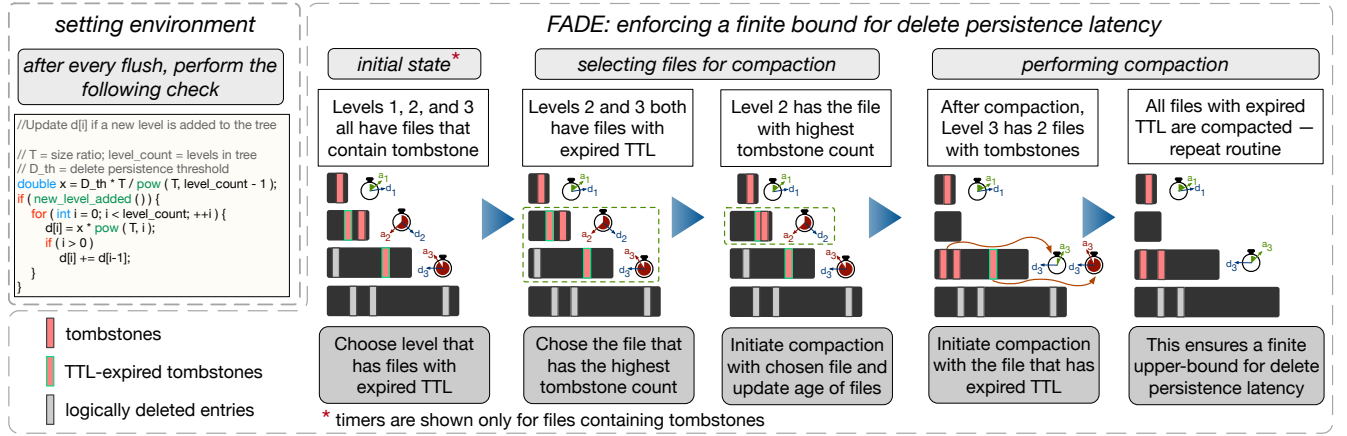 setting environment
after every flush, perform the
following check
//Update d[i] if a new level is added to the tree
// T = size ratio; level_count = levels in tree
// D_th = delete persistence threshold
double x = D_th * T / pow ( T, level_count - 1 );
if ( new_level_added () ) {
for ( int i = 0; i < level_count; ++i ) {
d[i] = x * pow ( T, i );
if ( i > 0 )
d[i] += d[i-1];
}
}
tombstones
TTL-expired tombstones
logically deleted entries
FADE: enforcing a finite bound for delete persistence latency
initial state*
selecting files for compaction
performing compaction
Levels 1, 2, and 3
all have files that
contain tombstone
a1
d1
a2
d2
a3
d3
Choose level that
has files with
expired TTL
Levels 2 and 3 both
have files with
expired TTL
a1
d1
a2
d2
a3
d3
Chose the file that
has the highest
tombstone count
Level 2 has the file
with highest
tombstone count
a1
d1
a2
d2
a3
d3
Initiate compaction
with chosen file and
update age of files
After compaction,
Level 3 has 2 files
with tombstones
a1
d1
a1
d3
a3
d3
Initiate compaction
with the file that has
expired TTL
All files with expired
TTL are compacted —
repeat routine
a1
d1
a1
d3
This ensures a finite
upper-bound for delete
persistence latency
* timers are shown only for files containing tombstones